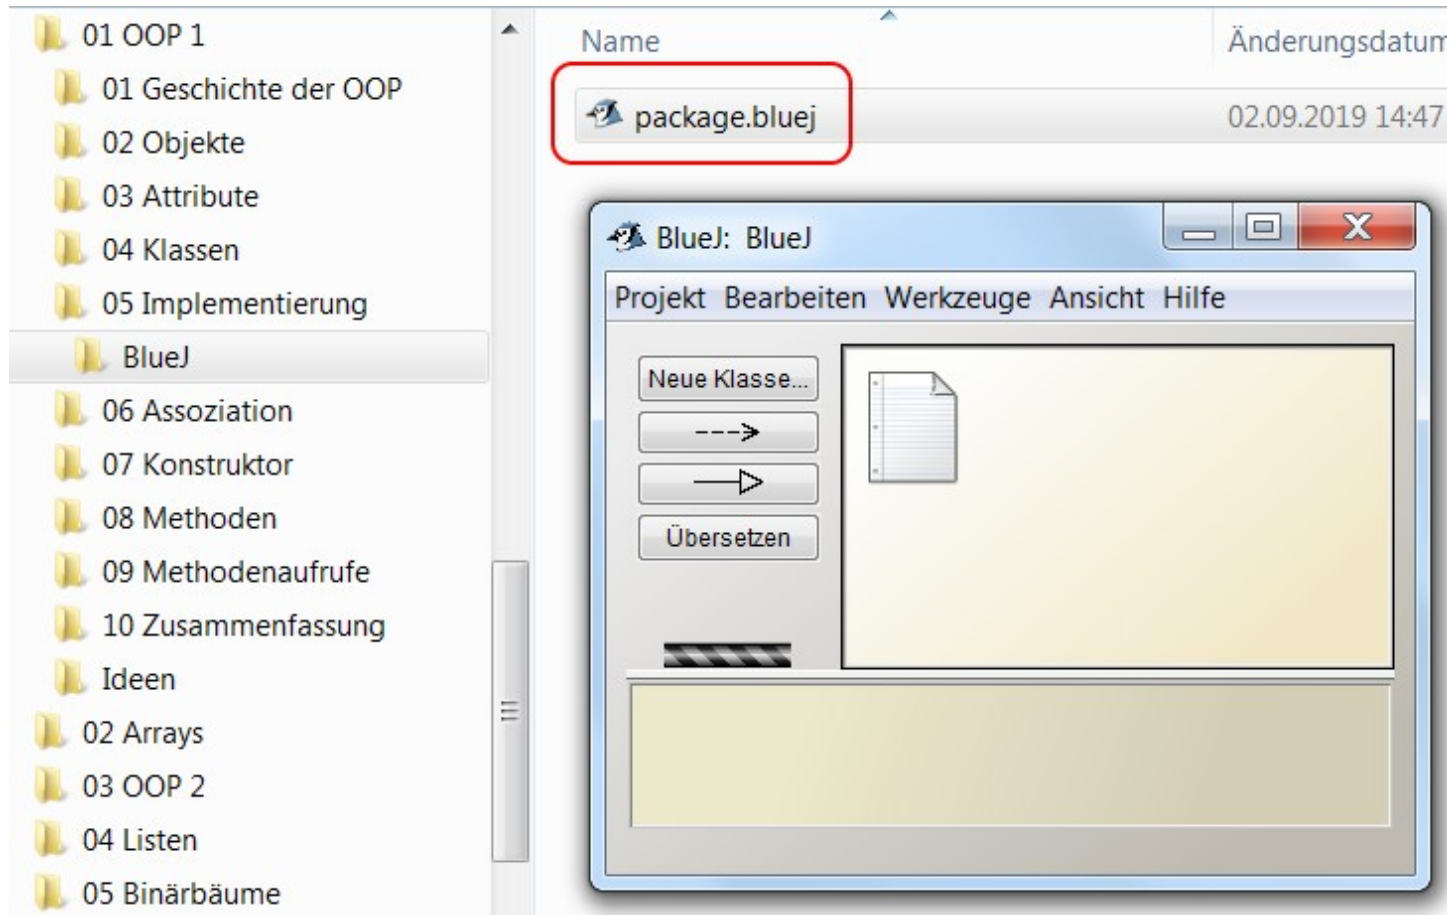 01 OOP 1
01 Geschichte der OOP
02 Objekte
03 Attribute
04 Klassen
05 Implementierung
BlueJ
06 Assoziation
07 Konstruktor
08 Methoden
09 Methodenaufrufe
10 Zusammenfassung
Ideen
02 Arrays
03 OOP 2
04 Listen
05 Binärbäume
Name Änderungsdatum
package.bluej 02.09.2019 14:47
BlueJ: BlueJ
Projekt Bearbeiten Werkzeuge Ansicht Hilfe
Neue Klasse...
Übersetzen